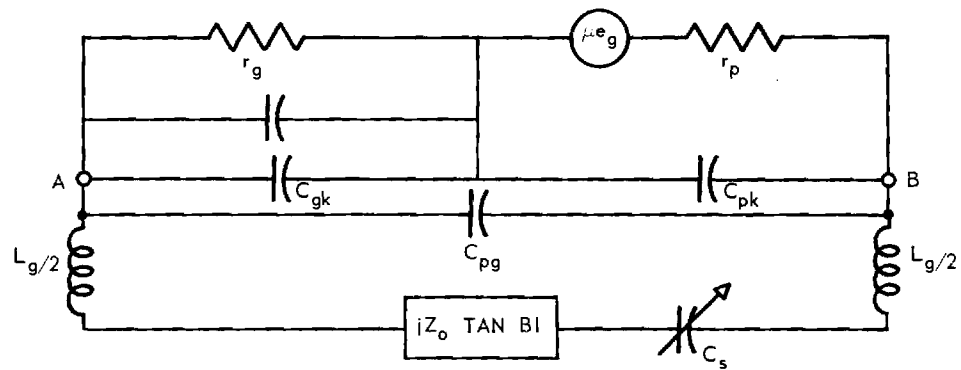 μe_g
r_g
r_p
A
B
C_gk
C_pk
C_pg
L_g/2
L_g/2
jZ_o TAN Bl
C_s